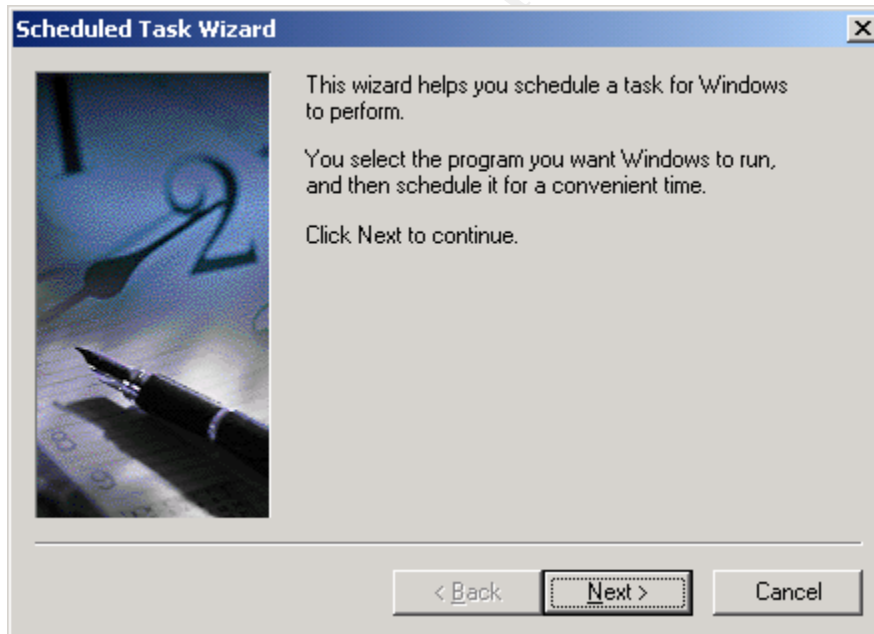 Scheduled Task Wizard
This wizard helps you schedule a task for Windows
to perform.
You select the program you want Windows to run,
and then schedule it for a convenient time.
Click Next to continue.
2
< Back
Next >
Cancel